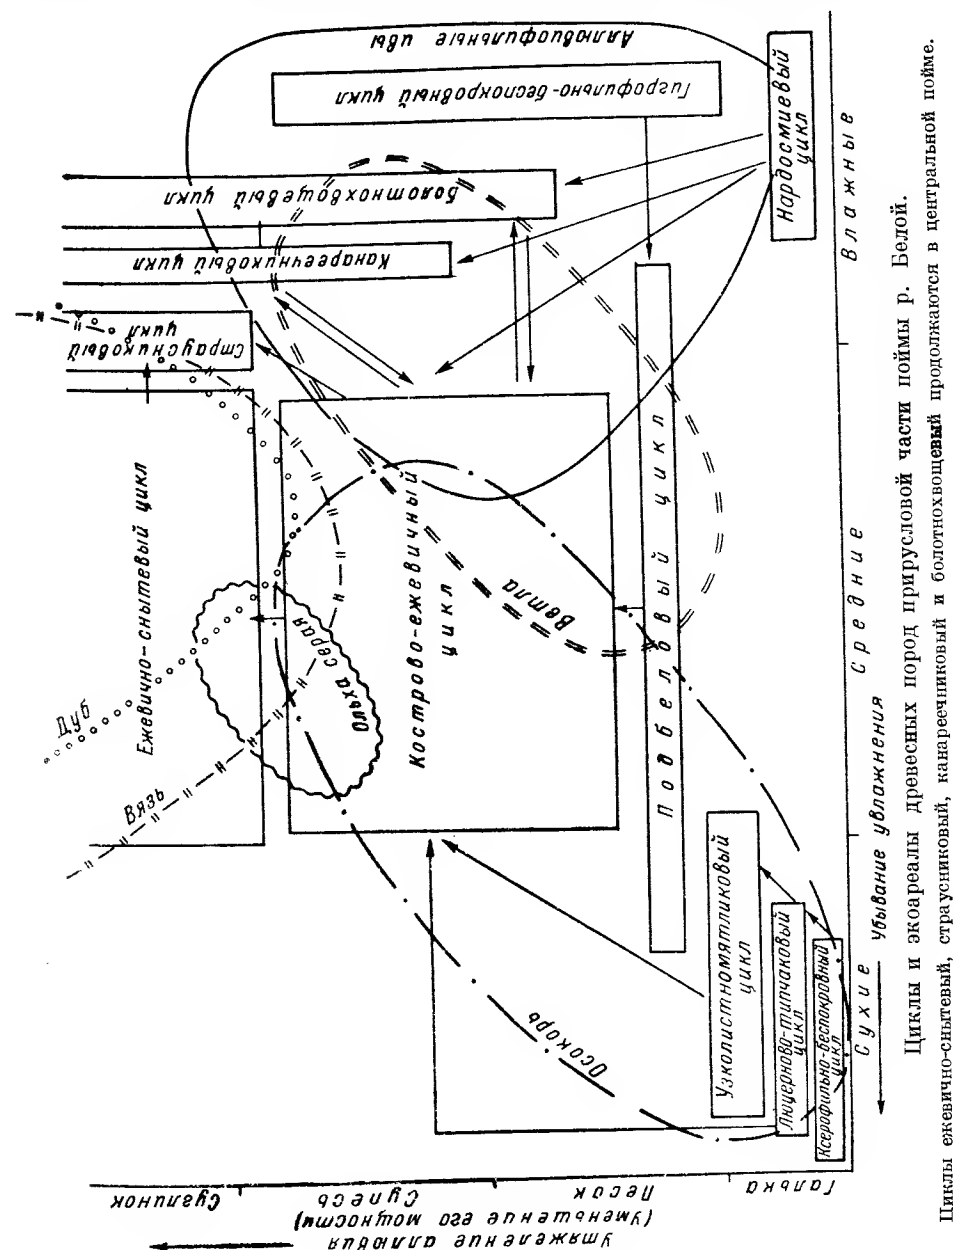 Утяжеление аллювия
(Уменьшение его мощности)
Суглинок
Супесь
Песок
Галька
Дуб
Вязь
Ежевично-снытевый цикл
Страусниковый
цикл
Канареечниковый цикл
Болотнохвощевый цикл
Гигрофильно-беспокровный цикл
Аллювиофильные ивы
Ольха серая
Кострово-ежевичный
цикл
Ветла
Подбеловый цикл
Осокорь
Узколистномятликовый
цикл
Люцерново-типчаковый
цикл
Ксерофильно-беспокровный
цикл
Нардосмиевый
цикл
Сухие
Средние
Влажные
Убывание увлажнения
Циклы и экоареалы древесных пород прирусловой части поймы р. Белой.
Циклы ежевично-снытевый, страусниковый, канареечниковый и болотнохвощевый продолжаются в центральной пойме.